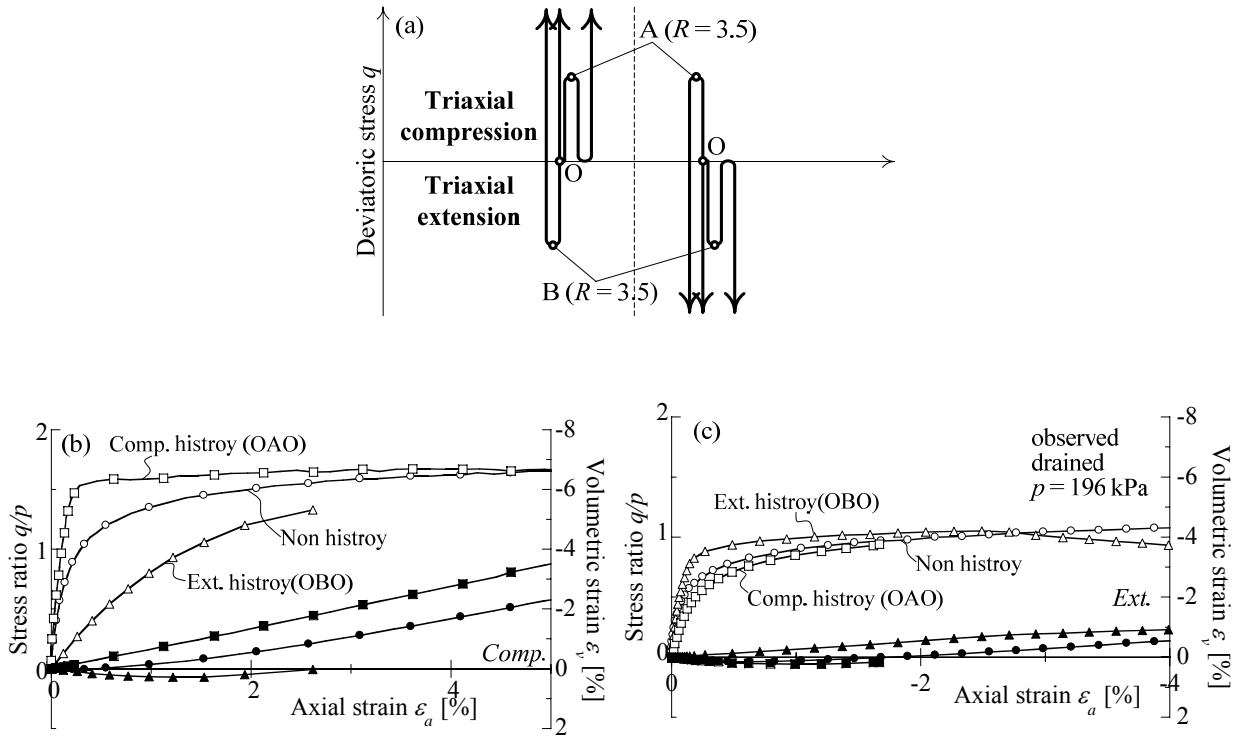 (a)
A (R = 3.5)
Deviatoric stress q
Triaxial
compression
O
O
Triaxial
extension
B (R = 3.5)
2
(b)
Comp. histroy (OAO)
-8
-6
Non histroy
1
-4
Ext. histroy(OBO)
-2
Stress ratio q/p
Volumetric strain εv [%]
Comp.
0
0
0
2
4
Axial strain εa [%]
2
2
(c)
-8
observed
drained
p = 196 kPa
-6
Ext. histroy(OBO)
1
-4
Non histroy
Comp. histroy (OAO)
Ext.
-2
Stress ratio q/p
Volumetric strain εv [%]
0
0
0
-2
-4
Axial strain εa [%]
2